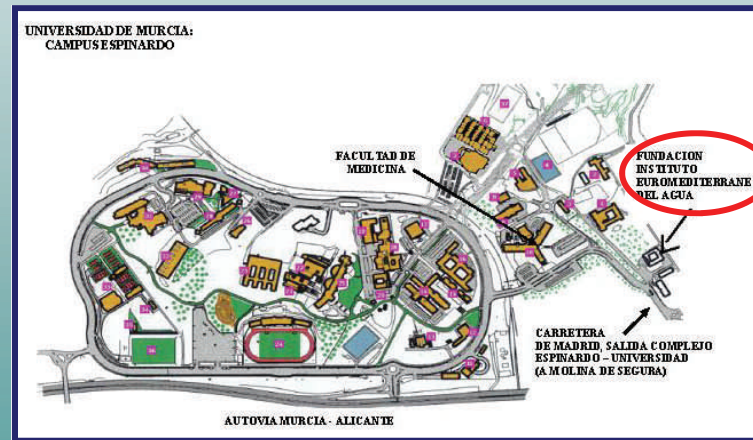 UNIVERSIDAD DE MURCIA:
CAMPUS ESPINARDO
FACULTAD DE
MEDICINA
FUNDACION
INSTITUTO
EUROMEDITERRANE
DEL AGUA
CARRETERA
DE MADRID, SALIDA COMPLEJO
ESPINARDO – UNIVERSIDAD
(A MOLINA DE SEGURA)
AUTOVIA MURCIA - ALICANTE